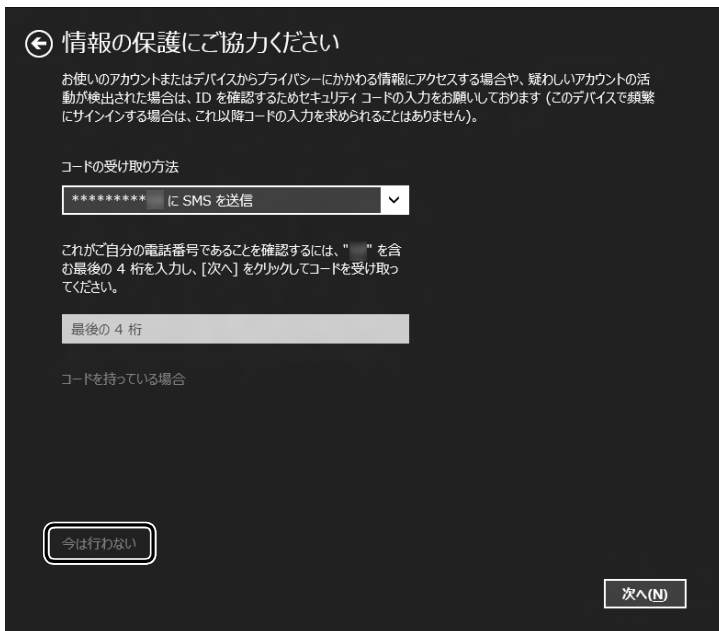 情報の保護にご協力ください
お使いのアカウントまたはデバイスからプライバシーにかかわる情報にアクセスする場合や、疑わしいアカウントの活
動が検出された場合は、ID を確認するためセキュリティ コードの入力をお願いしております (このデバイスで頻繁
にサインインする場合は、これ以降コードの入力を求められることはありません)。
コードの受け取り方法
********* に SMS を送信
これがご自分の電話番号であることを確認するには、" " を含
む最後の 4 桁を入力し、[次へ] をクリックしてコードを受け取っ
てください。
最後の 4 桁
コードを持っている場合
今は行わない
次へ(N)